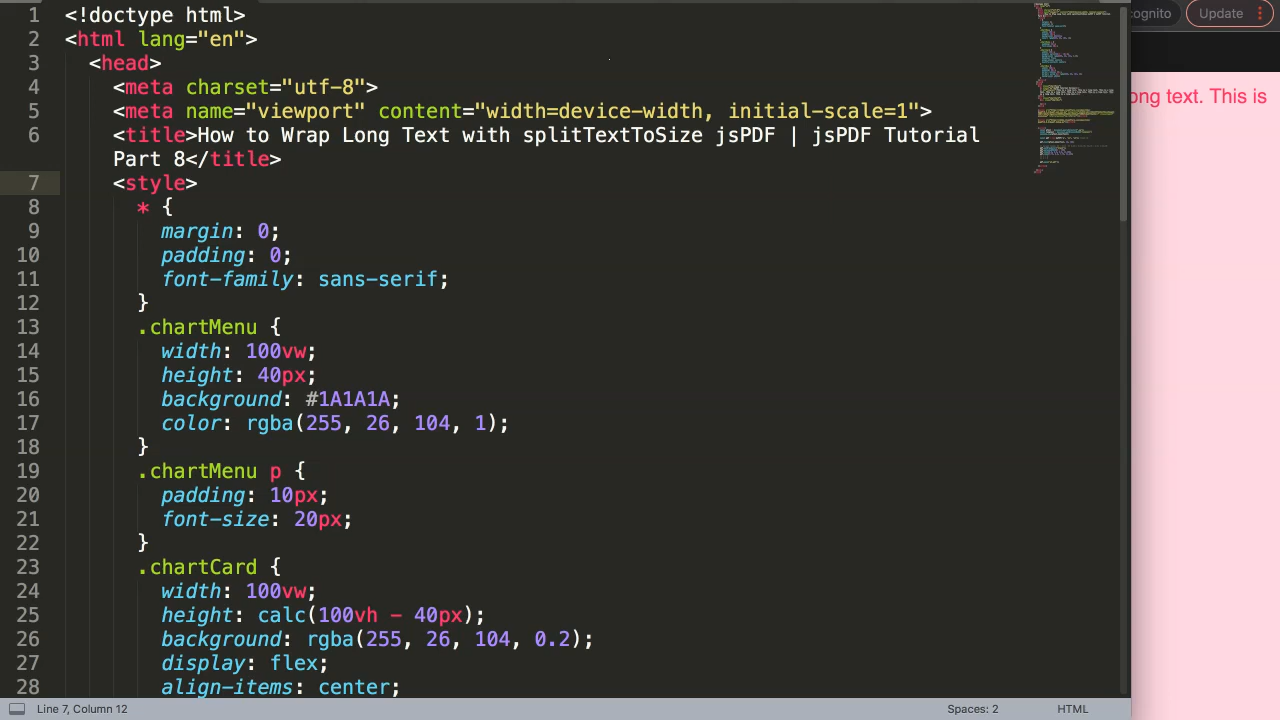 1 <!doctype html>
2 <html lang="en">
3 <head>
4 <meta charset="utf-8">
5 <meta name="viewport" content="width=device-width, initial-scale=1">
6 <title>How to Wrap Long Text with splitTextToSize jsPDF | jsPDF Tutorial
Part 8</title>
7 <style>
8 * {
9 margin: 0;
10 padding: 0;
11 font-family: sans-serif;
12 }
13 .chartMenu {
14 width: 100vw;
15 height: 40px;
16 background: #1A1A1A;
17 color: rgba(255, 26, 104, 1);
18 }
19 .chartMenu p {
20 padding: 10px;
21 font-size: 20px;
22 }
23 .chartCard {
24 width: 100vw;
25 height: calc(100vh - 40px);
26 background: rgba(255, 26, 104, 0.2);
27 display: flex;
28 align-items: center;
Line 7, Column 12
Spaces: 2
HTML
ognito
Update
ong text. This is